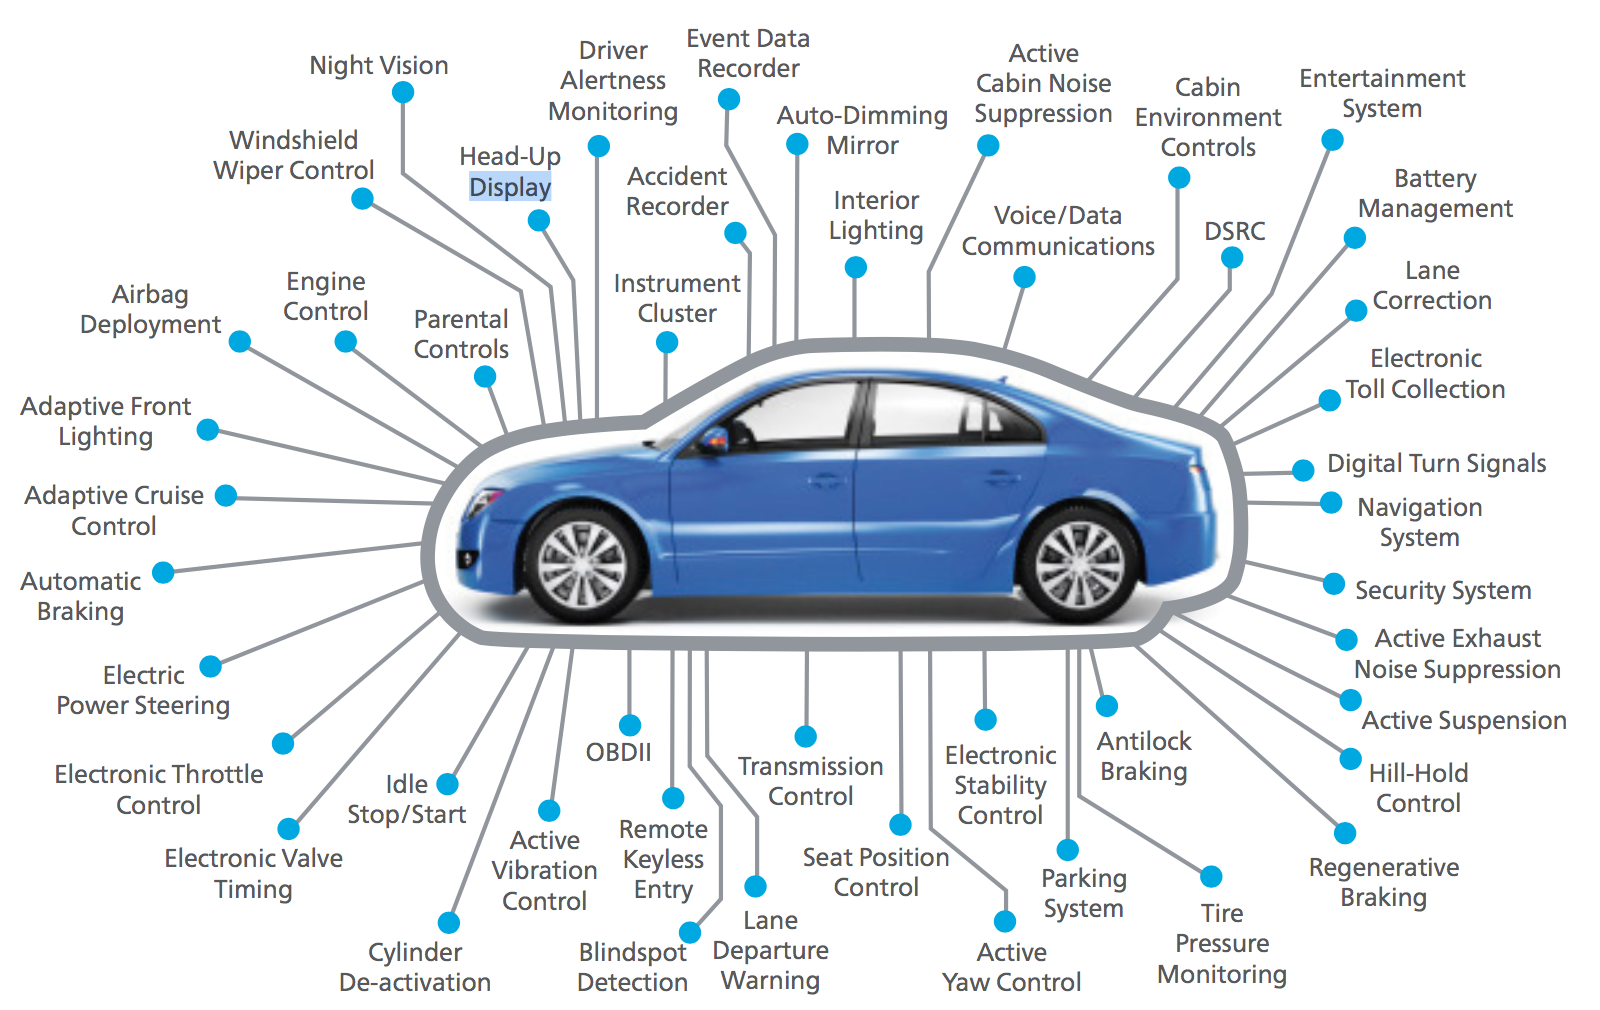 Night Vision
Driver
Alertness
Monitoring
Event Data
Recorder
Active
Cabin Noise
Suppression
Cabin
Environment
Controls
Entertainment
System
Windshield
Wiper Control
Head-Up
Display
Accident
Recorder
Auto-Dimming
Mirror
Interior
Lighting
Voice/Data
Communications
DSRC
Battery
Management
Airbag
Deployment
Engine
Control
Parental
Controls
Instrument
Cluster
Lane
Correction
Electronic
Toll Collection
Adaptive Front
Lighting
Digital Turn Signals
Adaptive Cruise
Control
Navigation
System
Automatic
Braking
Security System
Electric
Power Steering
Active Exhaust
Noise Suppression
Active Suspension
Electronic Throttle
Control
Idle
Stop/Start
OBDII
Transmission
Control
Electronic
Stability
Control
Antilock
Braking
Hill-Hold
Control
Electronic Valve
Timing
Active
Vibration
Control
Remote
Keyless
Entry
Seat Position
Control
Parking
System
Regenerative
Braking
Cylinder
De-activation
Blindspot
Detection
Lane
Departure
Warning
Active
Yaw Control
Tire
Pressure
Monitoring